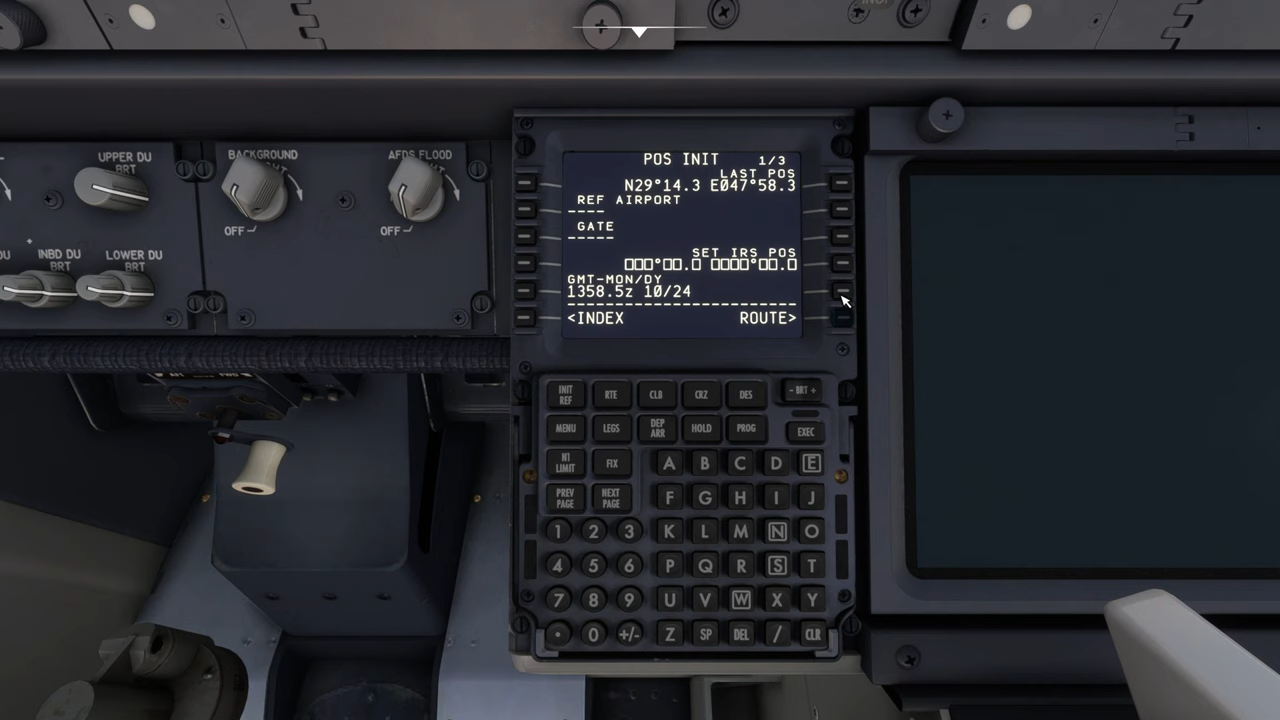 UPPER DU
BRT
BACKGROUND
AFDS FLOOD
OFF
OFF
INBD DU
BRT
LOWER DU
BRT
POS INIT 1/3
LAST POS
N29°14.3 E047°58.3
REF AIRPORT
----
GATE
-----
SET IRS POS
□□□°□□.□ □□□□°□□.□
GMT-MON/DY
1358.5z 10/24
------------------------
<INDEX ROUTE>
INIT REF RTE CLB CRZ DES - BRT +
MENU LEGS DEP ARR HOLD PROG EXEC
N1 LIMIT FIX A B C D E
PREV PAGE NEXT PAGE F G H I J
1 2 3 K L M N O
4 5 6 P Q R S T
7 8 9 U V W X Y
. 0 +/- Z SP DEL / CLR